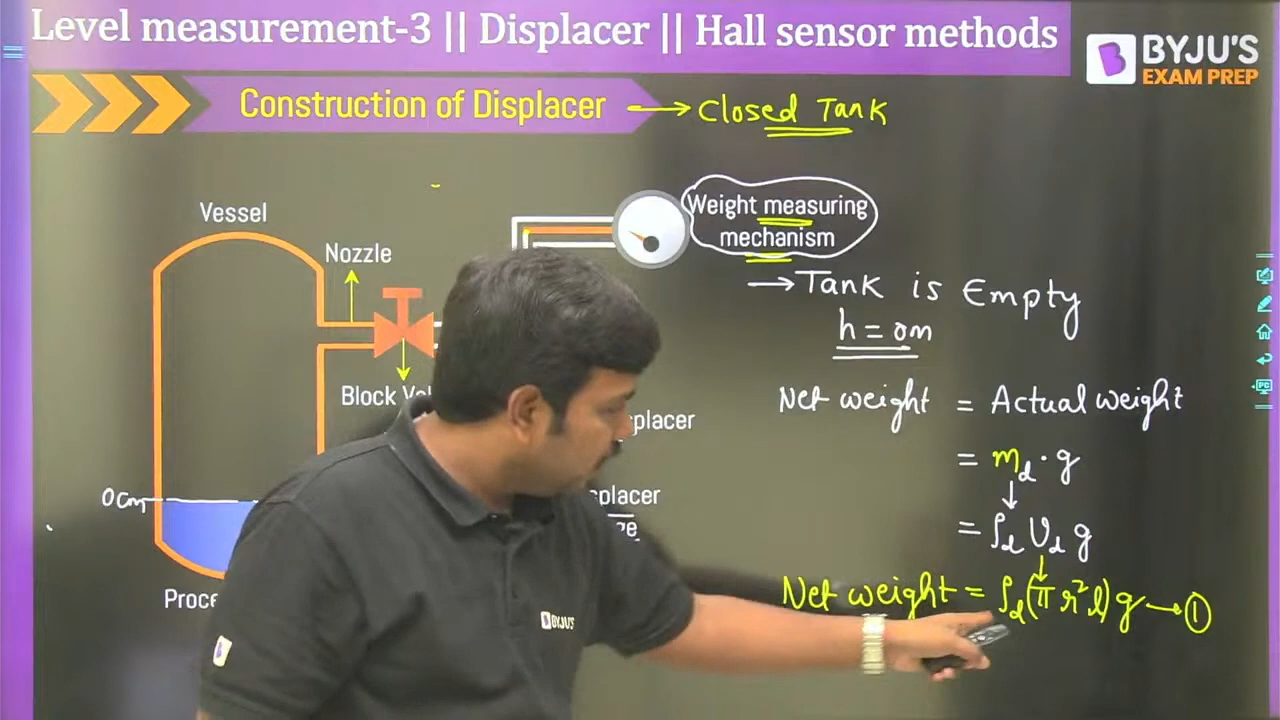 Level measurement-3 || Displacer || Hall sensor methods
BYJU'S
EXAM PREP
Construction of Displacer → Closed Tank
Vessel
Nozzle
Weight measuring
mechanism
→ Tank is Empty
h = 0m
Block
Net weight = Actual weight
= m_d · g
0cm
= ρ_d V_d g
Net weight = ρ_d (π r² l) g → ①
BYJU'S